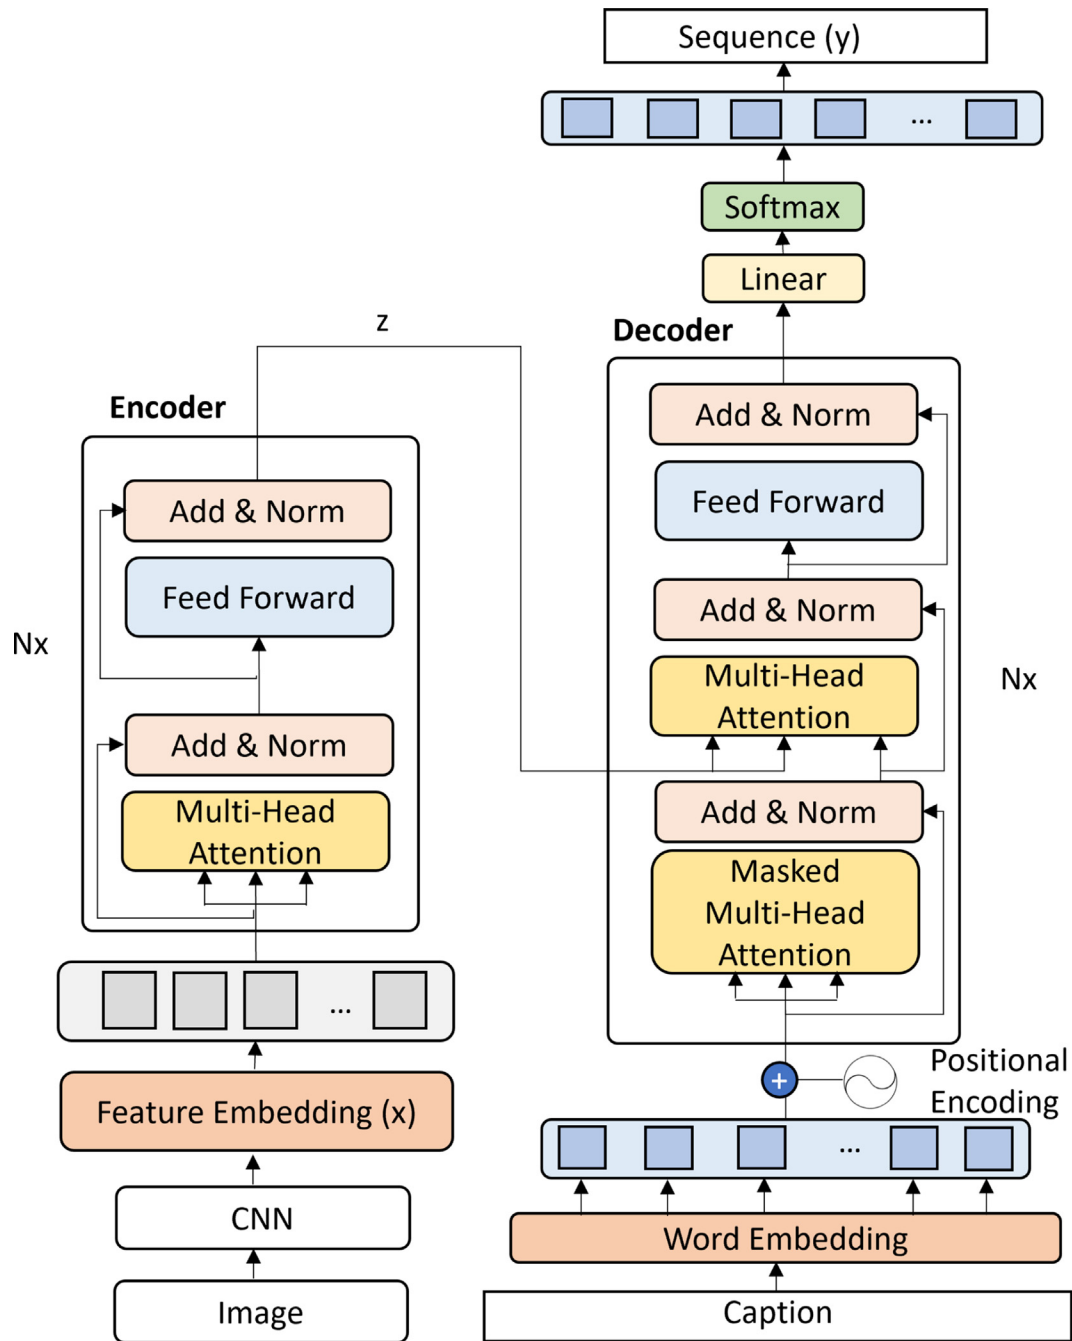 Sequence (y)
...
Softmax
Linear
z
Decoder
Encoder
Add & Norm
Feed Forward
Add & Norm
Multi-Head
Attention
Nx
Add & Norm
Feed Forward
Add & Norm
Multi-Head
Attention
Add & Norm
Masked
Multi-Head
Attention
Nx
...
Feature Embedding (x)
CNN
Image
+
Positional
Encoding
...
Word Embedding
Caption